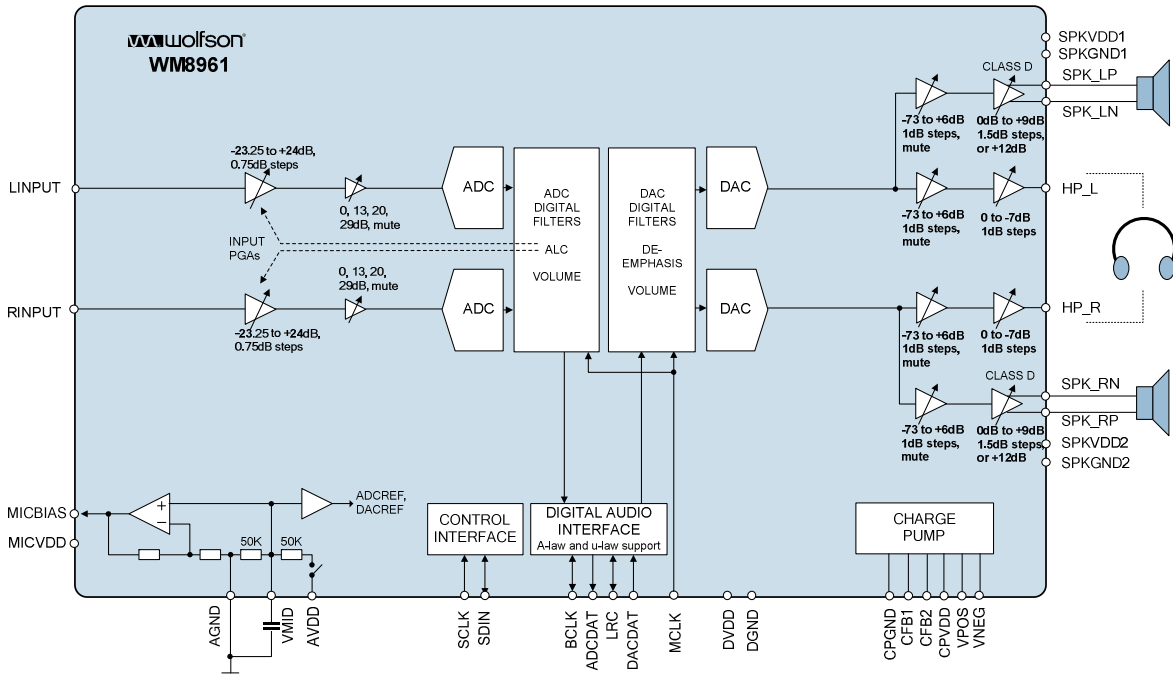 wolfson
WM8961
SPKVDD1
SPKGND1
CLASS D
SPK_LP
SPK_LN
-73 to +6dB
1dB steps,
mute
0dB to +9dB
1.5dB steps,
or +12dB
-23.25 to +24dB,
0.75dB steps
LINPUT
0, 13, 20,
29dB, mute
ADC
ADC
DIGITAL
FILTERS
ALC
VOLUME
DAC
DIGITAL
FILTERS
DE-
EMPHASIS
VOLUME
DAC
-73 to +6dB
1dB steps,
mute
0 to -7dB
1dB steps
HP_L
INPUT
PGAs
0, 13, 20,
29dB, mute
RINPUT
-23.25 to +24dB,
0.75dB steps
ADC
DAC
-73 to +6dB
1dB steps,
mute
0 to -7dB
1dB steps
HP_R
CLASS D
SPK_RN
SPK_RP
-73 to +6dB
1dB steps,
mute
0dB to +9dB
1.5dB steps,
or +12dB
SPKVDD2
SPKGND2
MICBIAS
MICVDD
+
−
ADCREF,
DACREF
50K
50K
CONTROL
INTERFACE
DIGITAL AUDIO
INTERFACE
A-law and u-law support
CHARGE
PUMP
AGND
VMID
AVDD
SCLK
SDIN
BCLK
ADCDAT
LRC
DACDAT
MCLK
DVDD
DGND
CPGND
CFB1
CFB2
CPVDD
VPOS
VNEG